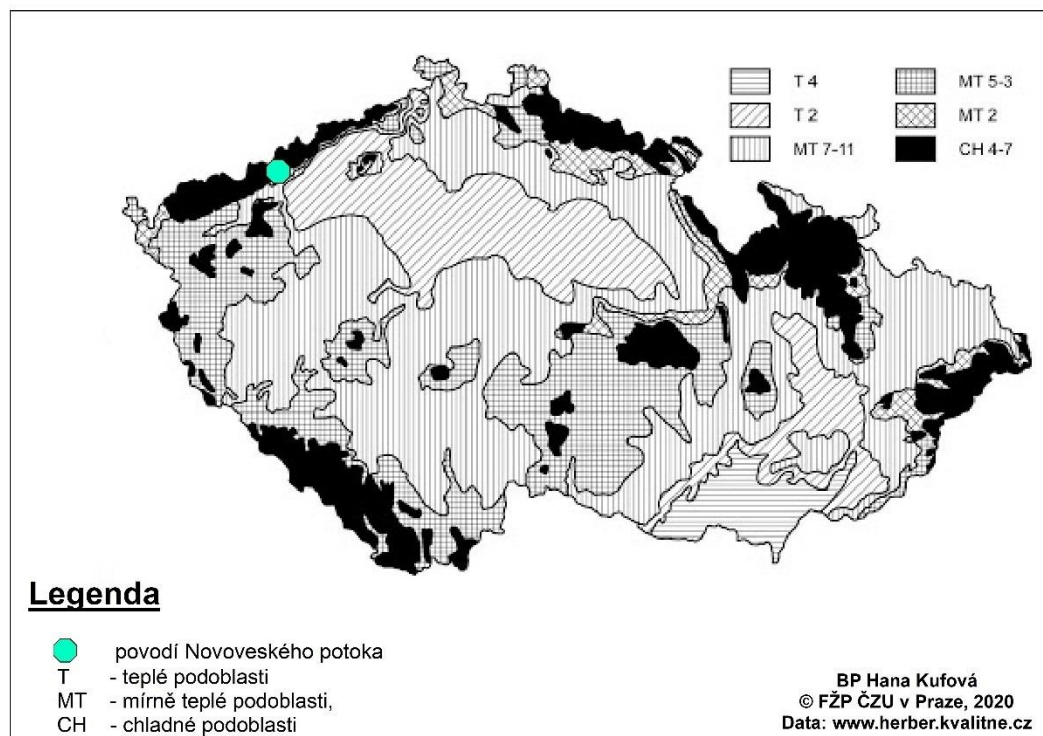 T 4
MT 5-3
T 2
MT 2
MT 7-11
CH 4-7
Legenda
povodí Novoveského potoka
T - teplé podoblasti
MT - mírně teplé podoblasti,
CH - chladné podoblasti
BP Hana Kufová
© FŽP ČZU v Praze, 2020
Data: www.herber.kvalitne.cz